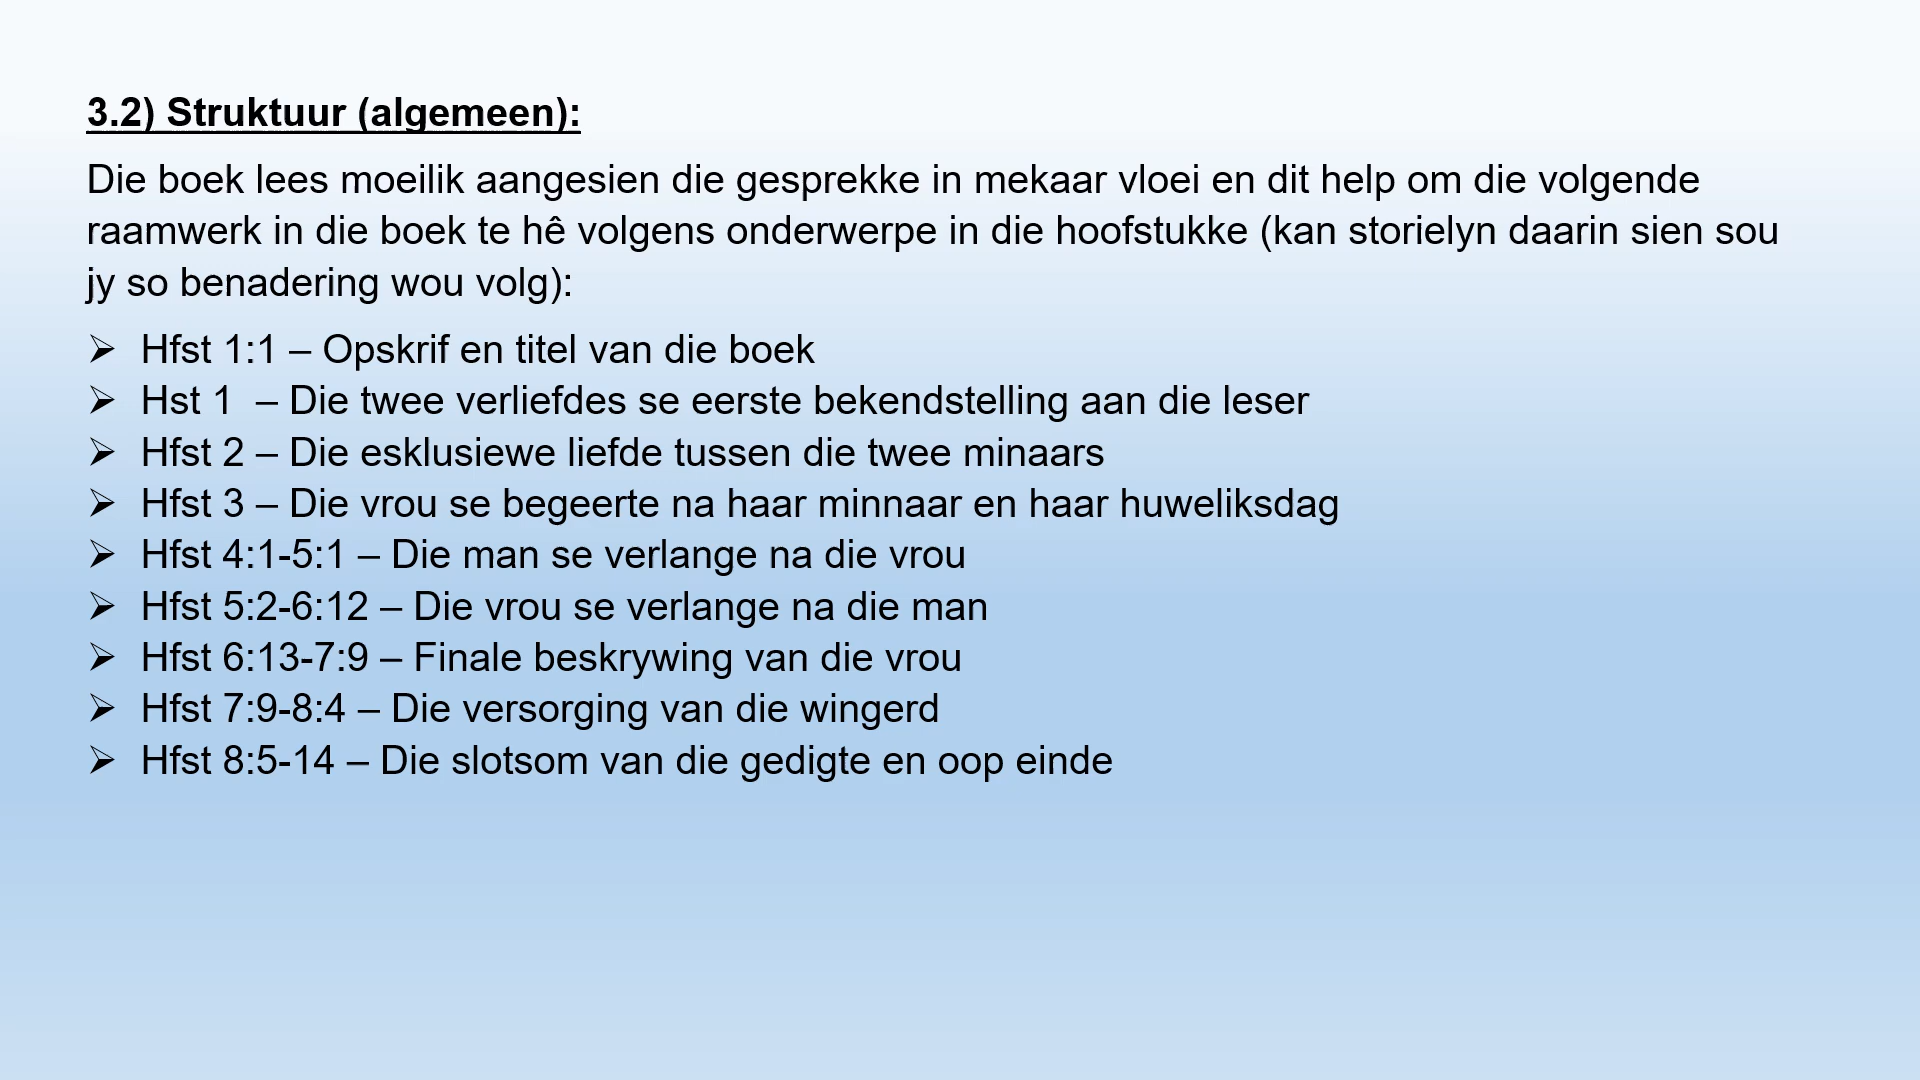 3.2) Struktuur (algemeen):
Die boek lees moeilik aangesien die gesprekke in mekaar vloei en dit help om die volgende
raamwerk in die boek te hê volgens onderwerpe in die hoofstukke (kan storielyn daarin sien sou
jy so benadering wou volg):
➢ Hfst 1:1 – Opskrif en titel van die boek
➢ Hst 1  – Die twee verliefdes se eerste bekendstelling aan die leser
➢ Hfst 2 – Die esklusiewe liefde tussen die twee minaars
➢ Hfst 3 – Die vrou se begeerte na haar minnaar en haar huweliksdag
➢ Hfst 4:1-5:1 – Die man se verlange na die vrou
➢ Hfst 5:2-6:12 – Die vrou se verlange na die man
➢ Hfst 6:13-7:9 – Finale beskrywing van die vrou
➢ Hfst 7:9-8:4 – Die versorging van die wingerd
➢ Hfst 8:5-14 – Die slotsom van die gedigte en oop einde